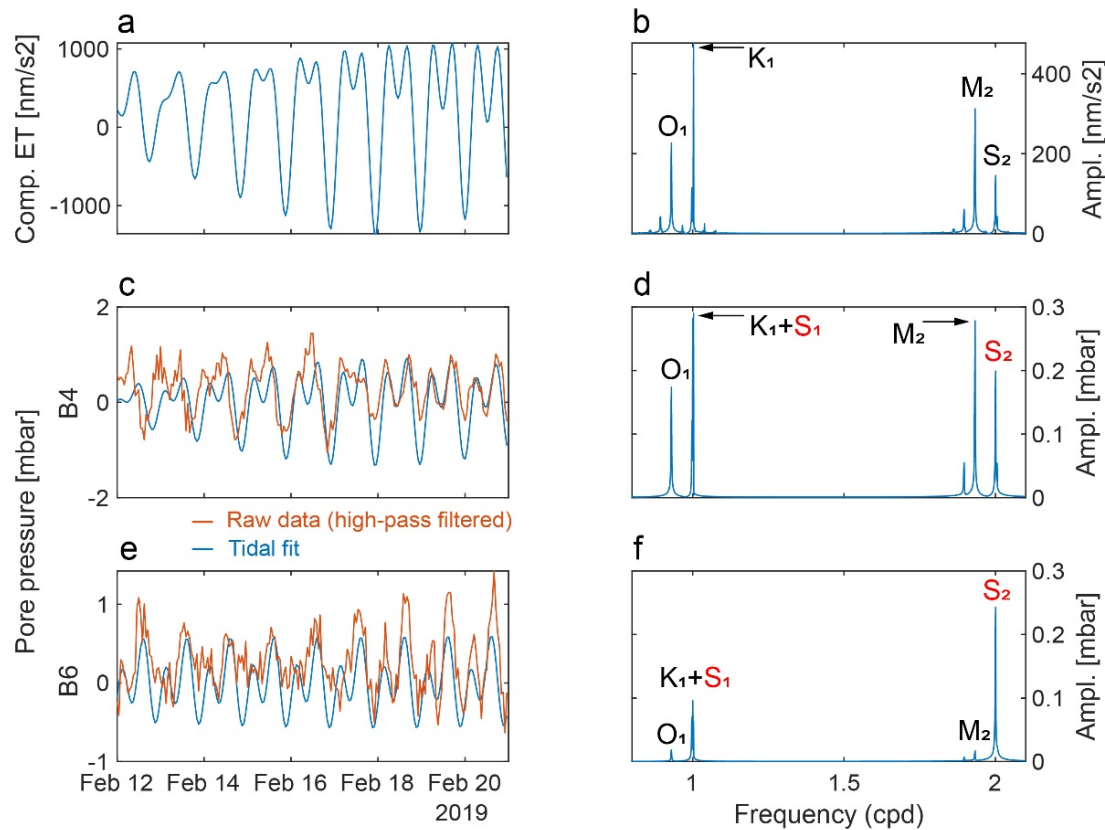 a
Comp. ET [nm/s2]
1000
0
-1000
b
K₁
O₁
M₂
S₂
400
200
0
Ampl. [nm/s2]
c
Pore pressure [mbar]
B4
2
0
-2
Raw data (high-pass filtered)
Tidal fit
d
K₁+S₁
O₁
M₂
S₂
0.3
0.2
0.1
0
Ampl. [mbar]
e
B6
1
0
-1
Feb 12 Feb 14 Feb 16 Feb 18 Feb 20
2019
f
K₁+S₁
O₁
M₂
S₂
0.3
0.2
0.1
0
Ampl. [mbar]
1 1.5 2
Frequency (cpd)